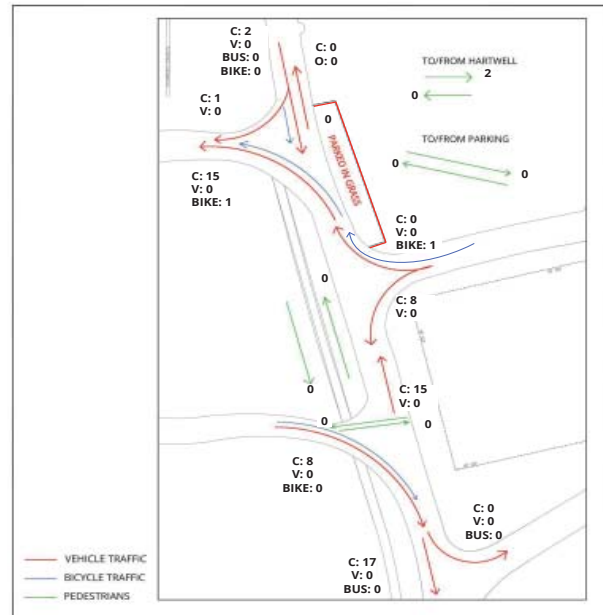 C: 2
V: 0
BUS: 0
BIKE: 0
C: 0
O: 0
TO/FROM HARTWELL
2
0
C: 1
V: 0
0
PARKED IN GRASS
TO/FROM PARKING
0
0
C: 15
V: 0
BIKE: 1
C: 0
V: 0
BIKE: 1
0
C: 8
V: 0
0
C: 15
V: 0
0
0
C: 8
V: 0
BIKE: 0
C: 0
V: 0
BUS: 0
VEHICLE TRAFFIC
BICYCLE TRAFFIC
PEDESTRIANS
C: 17
V: 0
BUS: 0